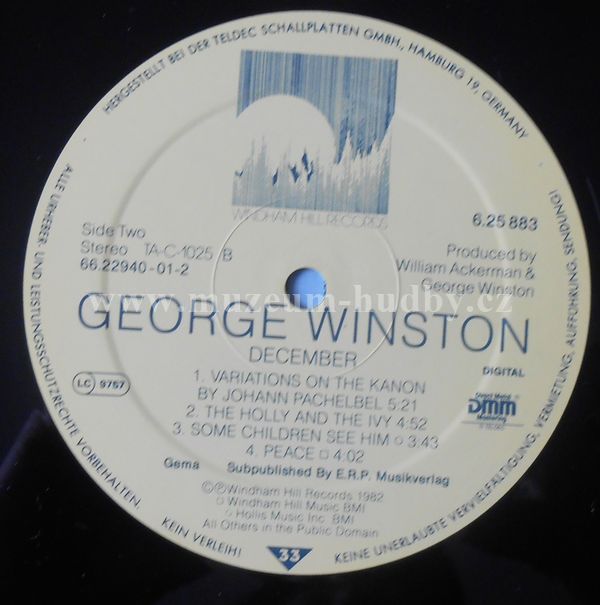 HERGESTELLT BEI DER TELDEC SCHALLPLATTEN GMBH, HAMBURG 19, GERMANY
WINDHAM HILL RECORDS
Side Two
Stereo TA-C-1025 B
66.22940-01-2
6.25 883
Produced by
William Ackerman &
George Winston
www.muzeum-hudby.cz
GEORGE WINSTON
DECEMBER
DIGITAL
1. VARIATIONS ON THE KANON
BY JOHANN PACHELBEL 5:21
2. THE HOLLY AND THE IVY 4:52
3. SOME CHILDREN SEE HIM ○ 3:43
4. PEACE □ 4:02
LC 9757
Direct Metal
DMM
Mastering
Gema Subpublished By E.R.P. Musikverlag
©℗Windham Hill Records 1982
□ Windham Hill Music BMI
○ Hollis Music Inc. BMI
All Others in the Public Domain
ALLE URHEBER- UND LEISTUNGSSCHUTZRECHTE VORBEHALTEN.
KEIN VERLEIH!
33
KEINE UNERLAUBTE VERVIELFÄLTIGUNG, VERMIETUNG, AUFFÜHRUNG, SENDUNG!